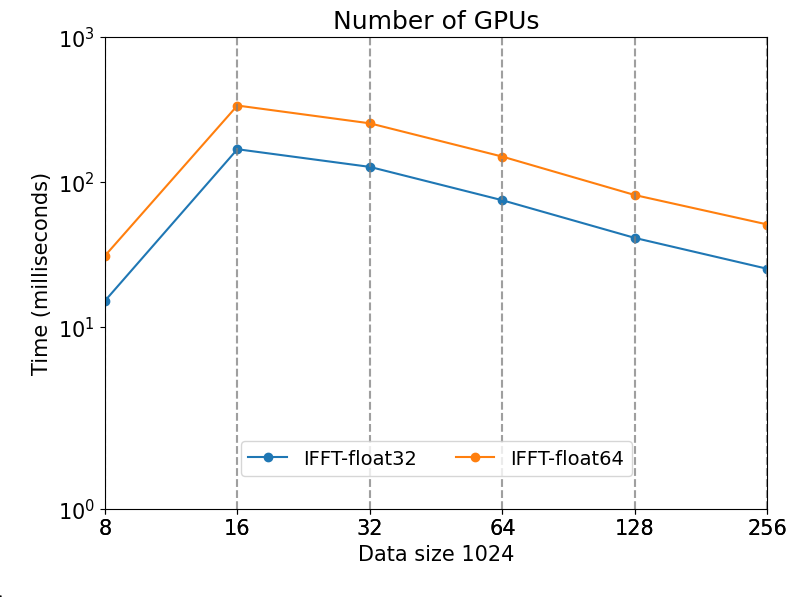 Number of GPUs
10³
10²
10¹
10⁰
Time (milliseconds)
IFFT-float32 IFFT-float64
8 16 32 64 128 256
Data size 1024